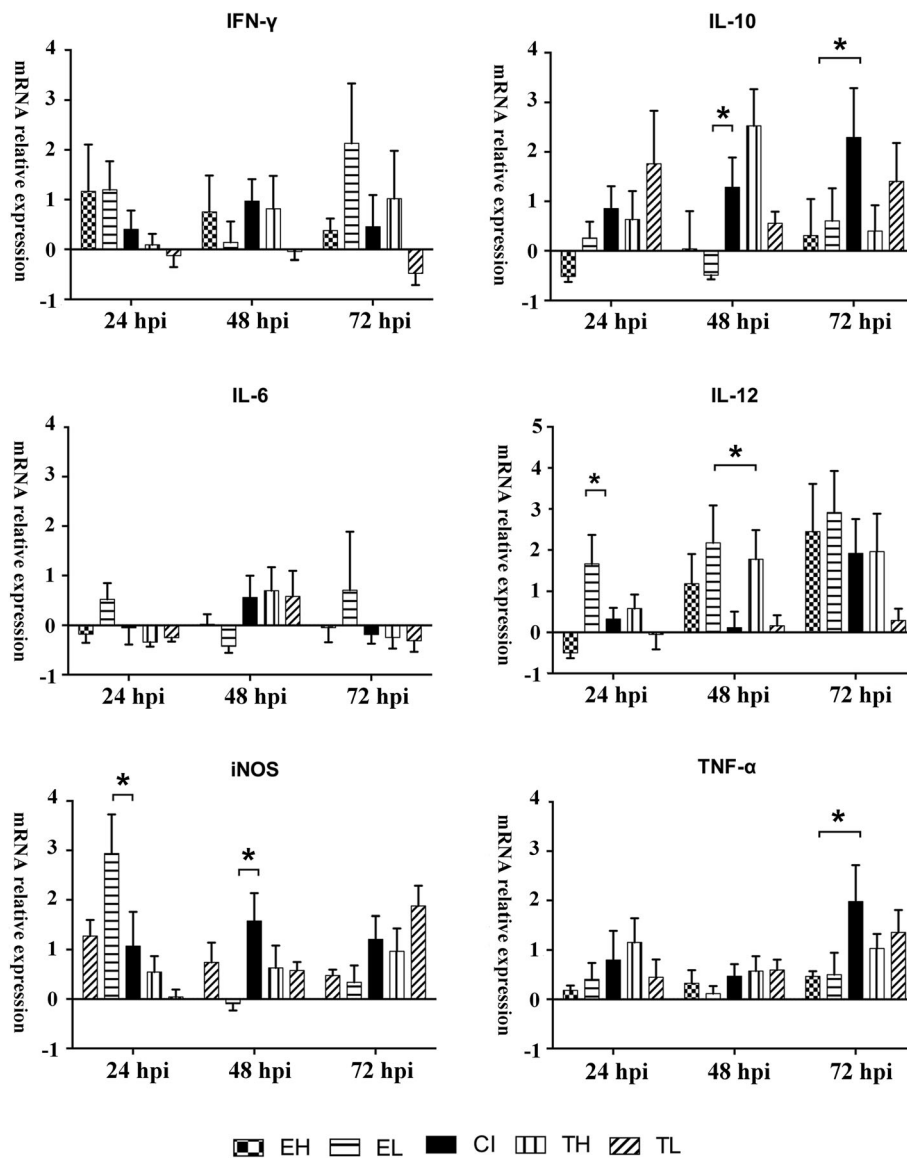 IFN-γ
mRNA relative expression
4
3
2
1
0
-1
24 hpi 48 hpi 72 hpi
IL-10
mRNA relative expression
4
3
2
1
0
-1
* *
24 hpi 48 hpi 72 hpi
IL-6
mRNA relative expression
4
3
2
1
0
-1
24 hpi 48 hpi 72 hpi
IL-12
mRNA relative expression
5
4
3
2
1
0
-1
* *
24 hpi 48 hpi 72 hpi
iNOS
mRNA relative expression
4
3
2
1
0
-1
* *
24 hpi 48 hpi 72 hpi
TNF-α
mRNA relative expression
4
3
2
1
0
-1
*
24 hpi 48 hpi 72 hpi
EH EL CI TH TL